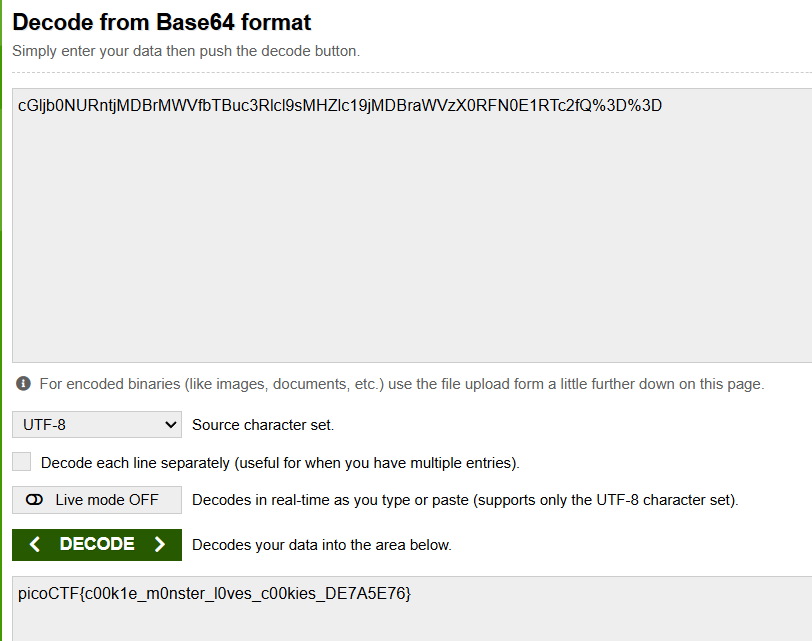 Decode from Base64 format
Simply enter your data then push the decode button.
cGljb0NURntjMDBrMWVfbTBuc3Rlcl9sMHZlc19jMDBraWVzX0RFN0E1RTc2fQ%3D%3D
For encoded binaries (like images, documents, etc.) use the file upload form a little further down on this page.
UTF-8 Source character set.
Decode each line separately (useful for when you have multiple entries).
Live mode OFF Decodes in real-time as you type or paste (supports only the UTF-8 character set).
DECODE Decodes your data into the area below.
picoCTF{c00k1e_m0nster_l0ves_c00kies_DE7A5E76}